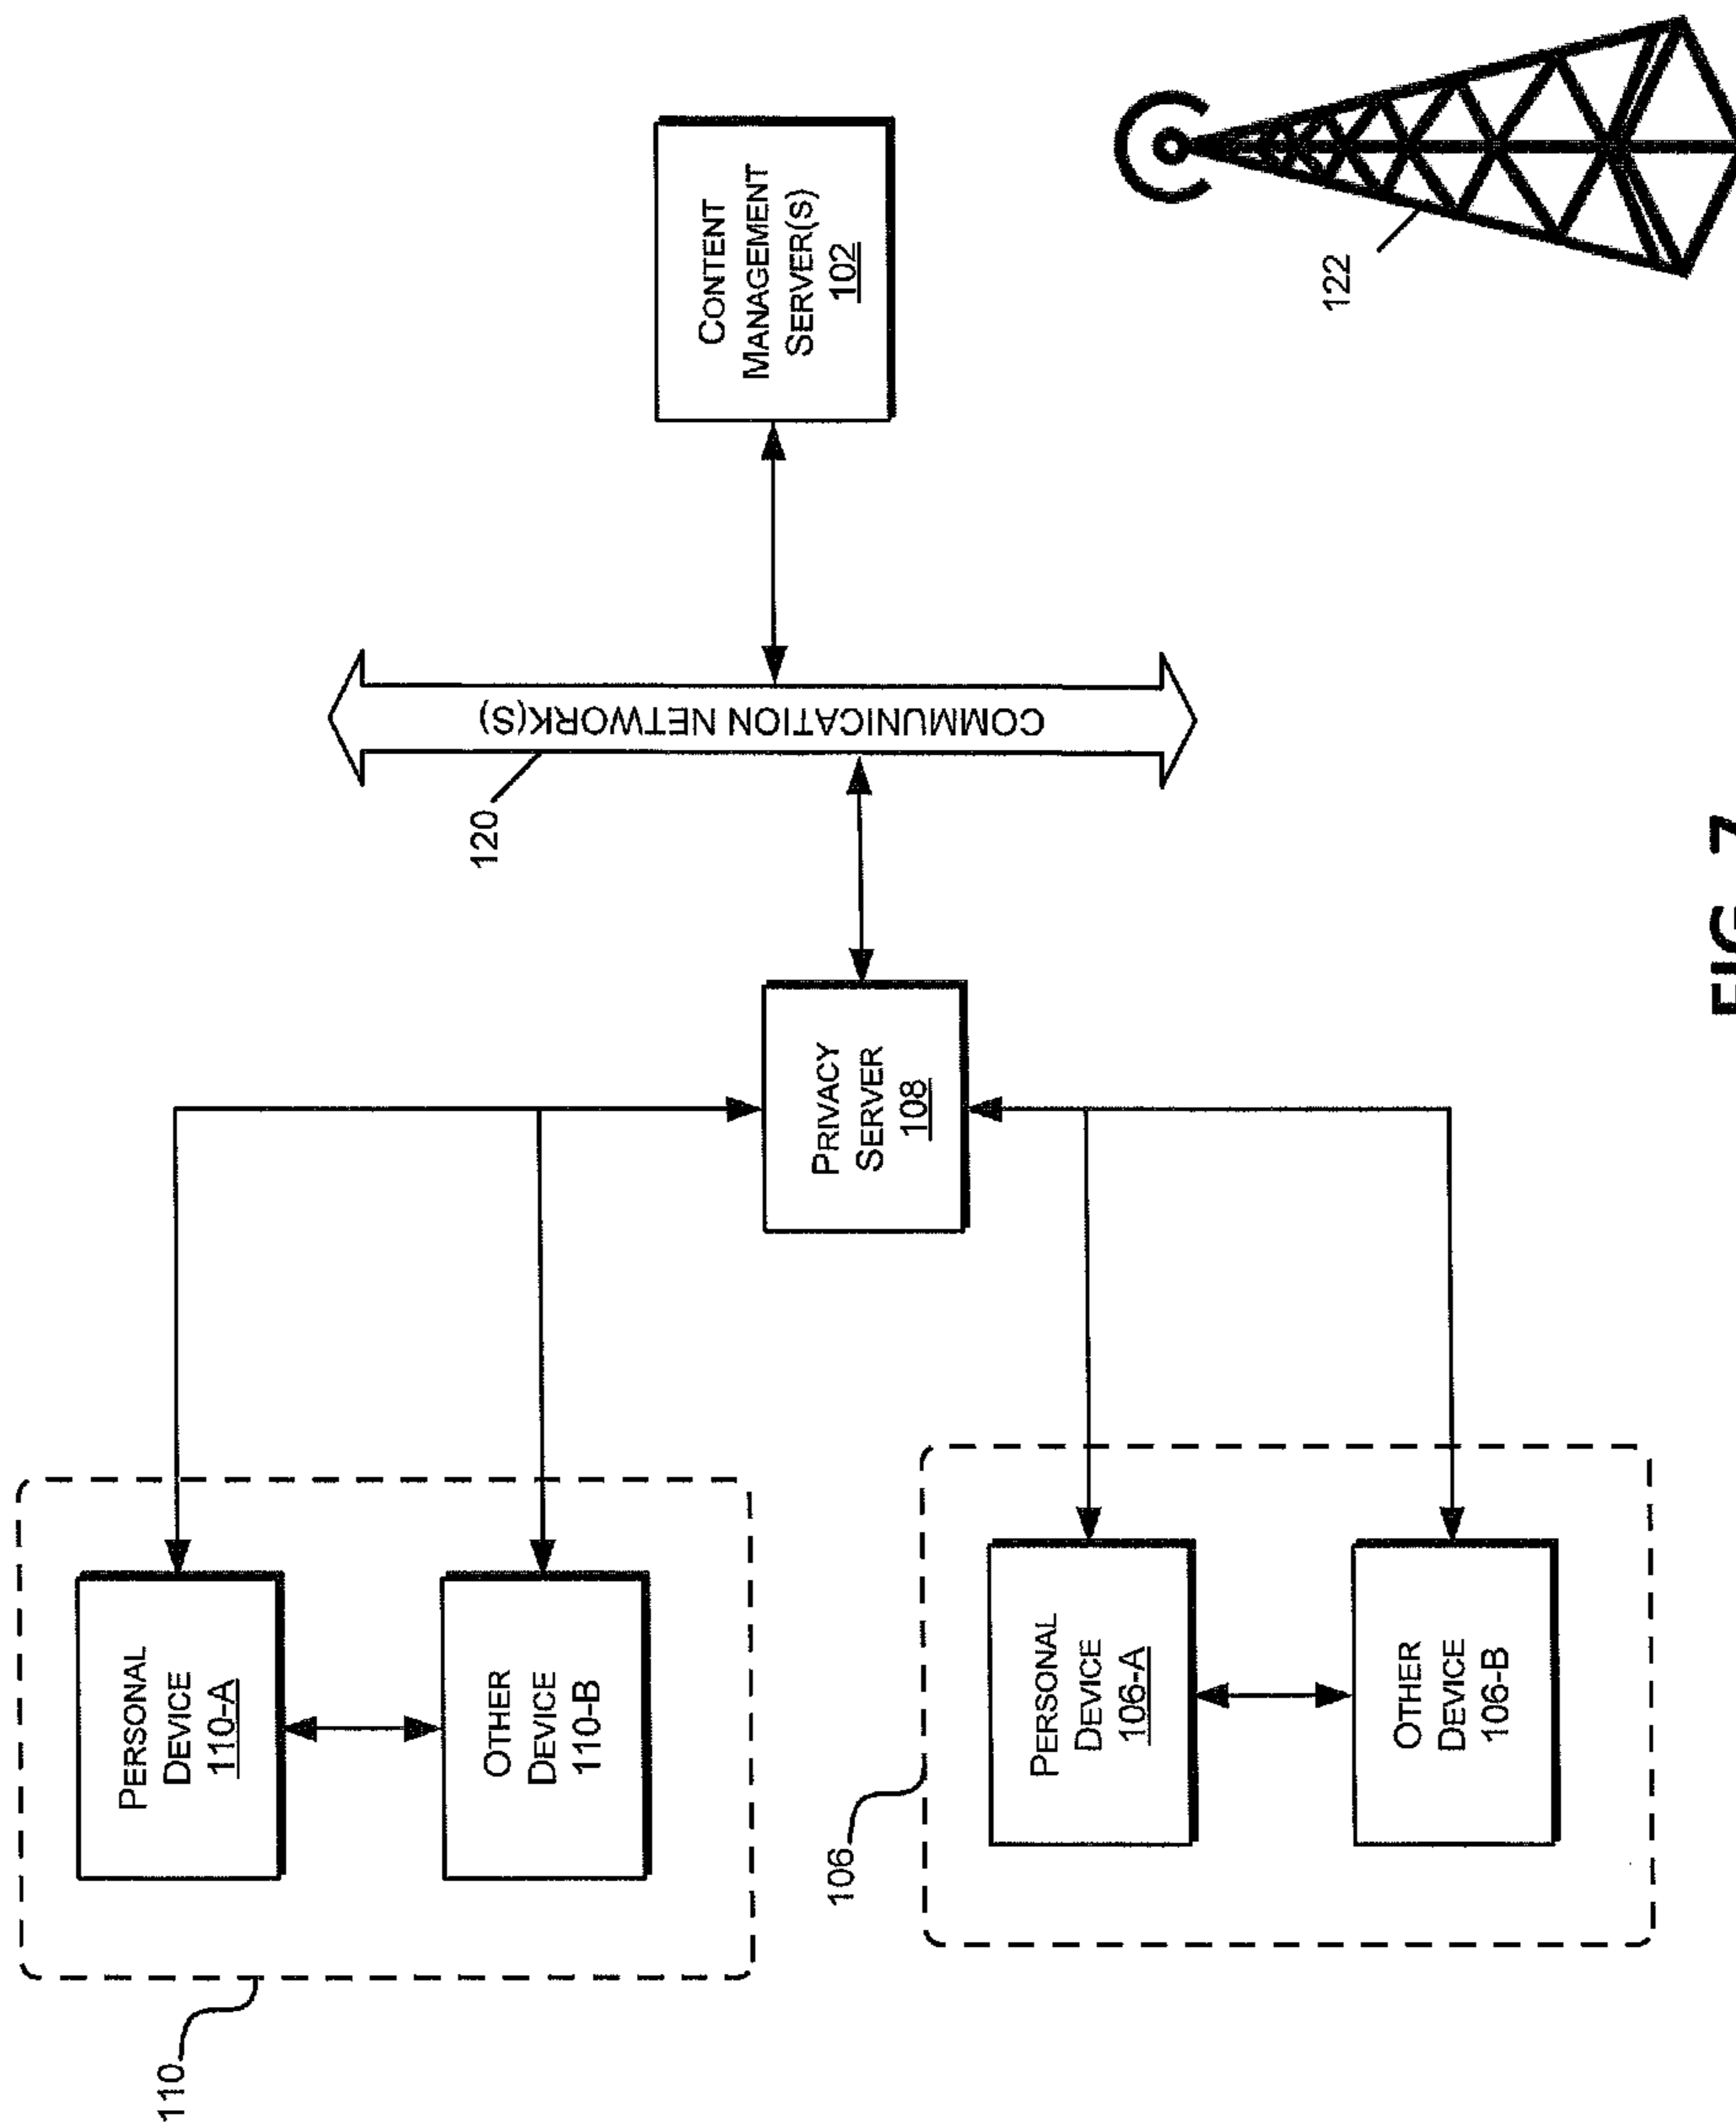 110
PERSONAL
DEVICE
110-A
OTHER
DEVICE
110-B
106
PERSONAL
DEVICE
106-A
OTHER
DEVICE
106-B
PRIVACY
SERVER
108
120
COMMUNICATION NETWORK(S)
CONTENT
MANAGEMENT
SERVER(S)
102
122
FIG. 7